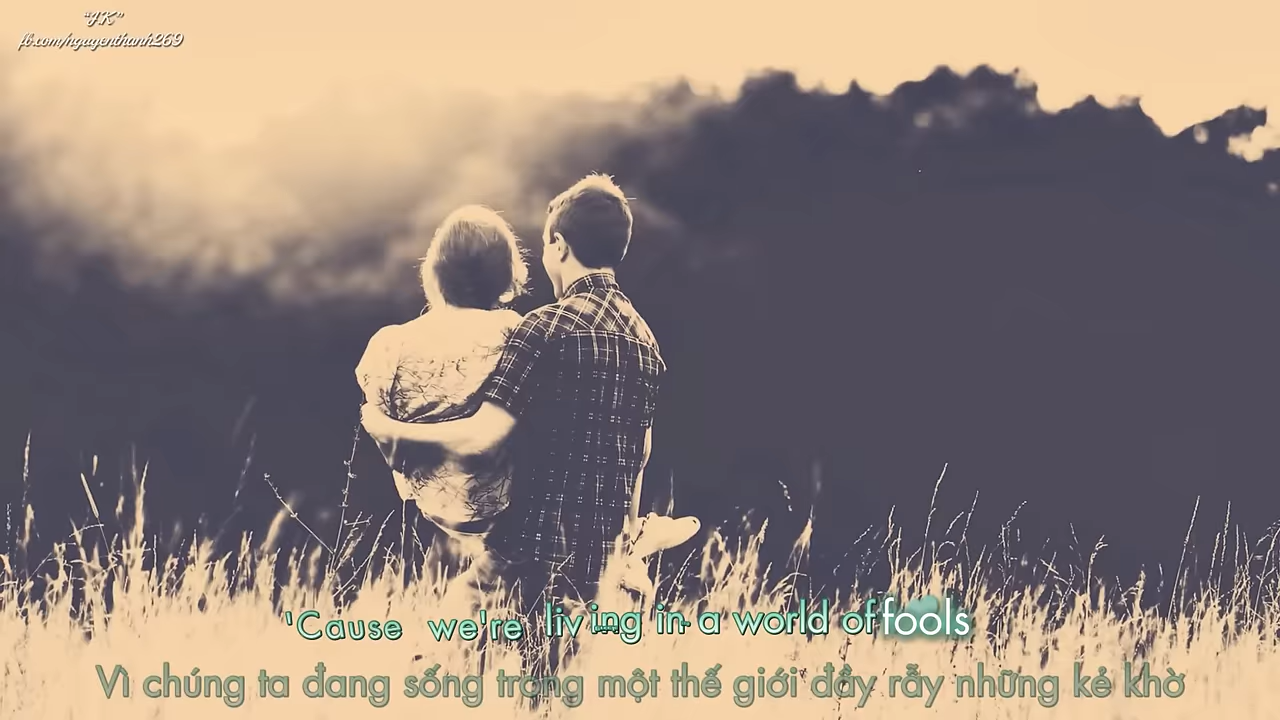 "Y.K"
fb.com/nguyenthanh269
'Cause we're living in a world of fools
Vì chúng ta đang sống trong một thế giới đầy rẫy những kẻ khờ